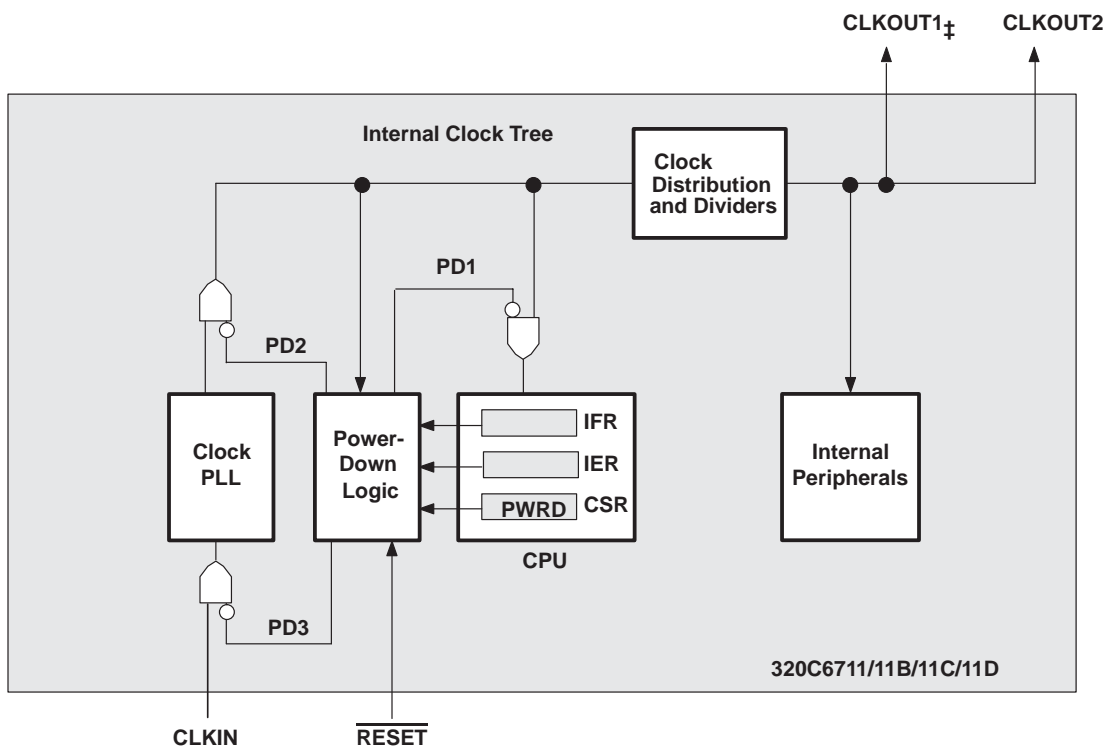 CLKOUT1‡ CLKOUT2
Internal Clock Tree
Clock
Distribution
and Dividers
PD1
PD2
Clock
PLL
Power-
Down
Logic
IFR
IER
PWRD CSR
CPU
Internal
Peripherals
PD3
320C6711/11B/11C/11D
CLKIN
RESET